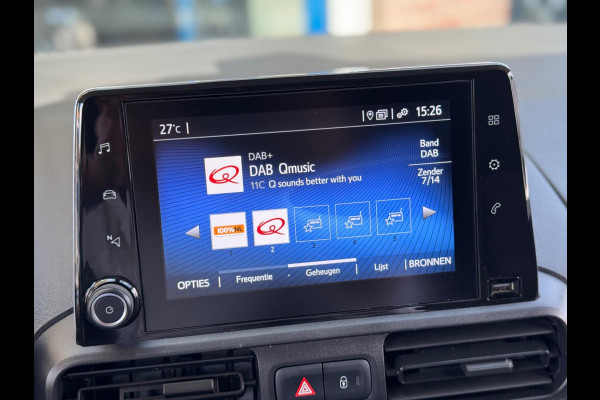 27°C
15:26
DAB+
DAB Qmusic
11C Q sounds better with you
Band
DAB
Zender
7/14
100%NL
Q
1 2 3 4 5
OPTIES
Frequentie
Geheugen
Lijst
BRONNEN
N